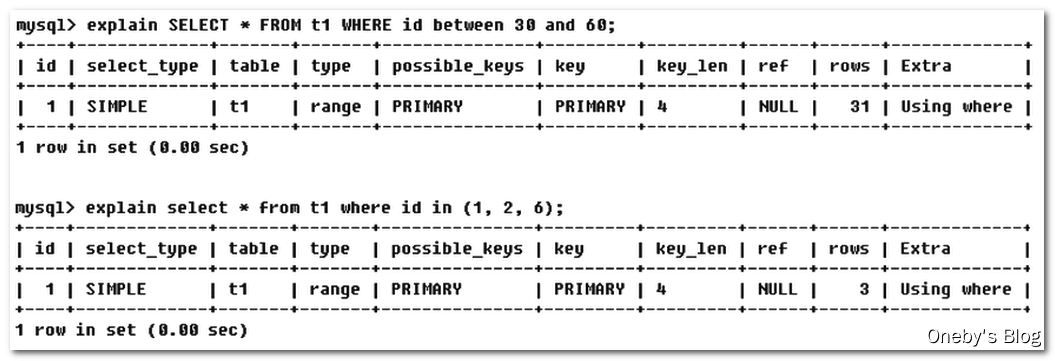 mysql> explain SELECT * FROM t1 WHERE id between 30 and 60;
+----+-------------+-------+-------+---------------+---------+---------+------+------+-------------+
| id | select_type | table | type | possible_keys | key | key_len | ref | rows | Extra |
+----+-------------+-------+-------+---------------+---------+---------+------+------+-------------+
| 1 | SIMPLE | t1 | range | PRIMARY | PRIMARY | 4 | NULL | 31 | Using where |
+----+-------------+-------+-------+---------------+---------+---------+------+------+-------------+
1 row in set (0.00 sec)
mysql> explain select * from t1 where id in (1, 2, 6);
+----+-------------+-------+-------+---------------+---------+---------+------+------+-------------+
| id | select_type | table | type | possible_keys | key | key_len | ref | rows | Extra |
+----+-------------+-------+-------+---------------+---------+---------+------+------+-------------+
| 1 | SIMPLE | t1 | range | PRIMARY | PRIMARY | 4 | NULL | 3 | Using where |
+----+-------------+-------+-------+---------------+---------+---------+------+------+-------------+
1 row in set (0.00 sec)
Oneby's Blog